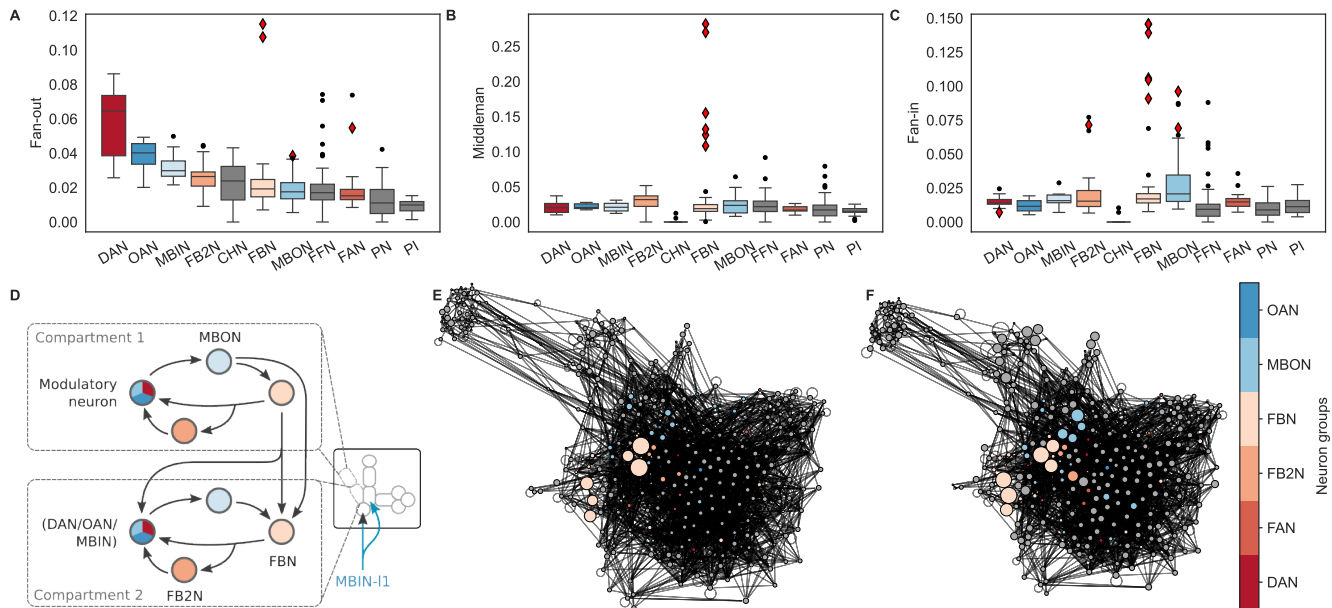 A
Fan-out
0.12
0.10
0.08
0.06
0.04
0.02
0.00
DAN
OAN
MBIN
FB2N
CHN
FBN
MBON
FFN
FAN
PN
PI
B
Middleman
0.25
0.20
0.15
0.10
0.05
0.00
DAN
OAN
MBIN
FB2N
CHN
FBN
MBON
FFN
FAN
PN
PI
C
Fan-in
0.150
0.125
0.100
0.075
0.050
0.025
0.000
DAN
OAN
MBIN
FB2N
CHN
FBN
MBON
FFN
FAN
PN
PI
D
Compartment 1
MBON
Modulatory
neuron
(DAN/OAN/
MBIN)
FBN
FB2N
Compartment 2
MBIN-l1
E
F
OAN
MBON
FBN
FB2N
FAN
DAN
Neuron groups